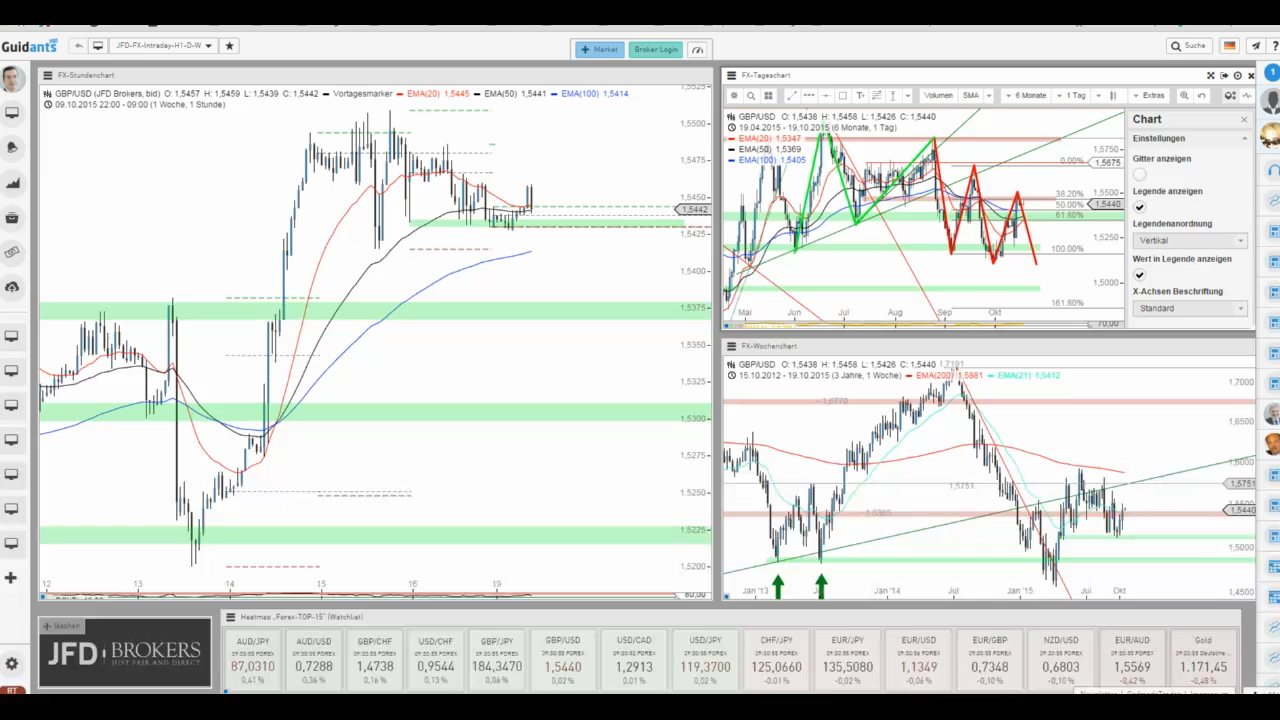 Guidants
JFD-FX-Intraday-H1-D-W
Market
Broker Login
Suche
?
FX-Stundenchart
GBP/USD (JFD Brokers, bid) O: 1,5457 H: 1,5459 L: 1,5439 C: 1,5442 Vortagesmarker EMA(20) 1,5445 EMA(50) 1,5441 EMA(100) 1,5414
09.10.2015 22:00 - 09:00 (1 Woche, 1 Stunde)
1,5525
1,5500
1,5475
1,5450
1,5442
1,5425
1,5400
1,5375
1,5350
1,5325
1,5300
1,5275
1,5250
1,5225
1,5200
80,00
12 13 14 15 16 19
FX-Tageschart
Volumen SMA 6 Monate 1 Tag Extras
GBP/USD O: 1,5438 H: 1,5458 L: 1,5426 C: 1,5440
19.04.2015 - 19.10.2015 (6 Monate, 1 Tag)
EMA(20) 1,5347
EMA(50) 1,5369
EMA(100) 1,5405
1,5750
0.00% 1,5675
38.20% 1,5500
50.00% 1,5440
61.80%
1,5250
100.00%
1,5000
161.80%
Mai Jun Jul Aug Sep Okt
70,00
Chart
Einstellungen
Gitter anzeigen
Legende anzeigen
Legendenanordnung
Vertikal
Wert in Legende anzeigen
X-Achsen Beschriftung
Standard
FX-Wochenchart
GBP/USD O: 1,5438 H: 1,5458 L: 1,5426 C: 1,5440 1,7191
15.10.2012 - 19.10.2015 (3 Jahre, 1 Woche) EMA(200) 1,5881 EMA(21) 1,5412
1,7000
1,6770
1,6500
1,6000
1,5751
1,5751
1,5440
1,5000
1,4500
Jan '13 Jan '14 Jul Jan '15 Jul Okt
löschen
JFD BROKERS
JUST FAIR AND DIRECT
Heatmap „Forex-TOP-15" (Watchlist)
AUD/JPY AUD/USD GBP/CHF USD/CHF GBP/JPY GBP/USD USD/CAD USD/JPY CHF/JPY EUR/JPY EUR/USD EUR/GBP NZD/USD EUR/AUD Gold
87,0310 0,7288 1,4738 0,9544 184,3470 1,5440 1,2913 119,3700 125,0660 135,5080 1,1349 0,7348 0,6803 1,5569 1.171,45
0,41 % 0,36 % 0,16 % 0,13 % 0,06 % 0,02 % 0,01 % 0,02 % -0,01 % -0,02 % -0,06 % -0,10 % -0,10 % -0,42 % -0,48 %
RT